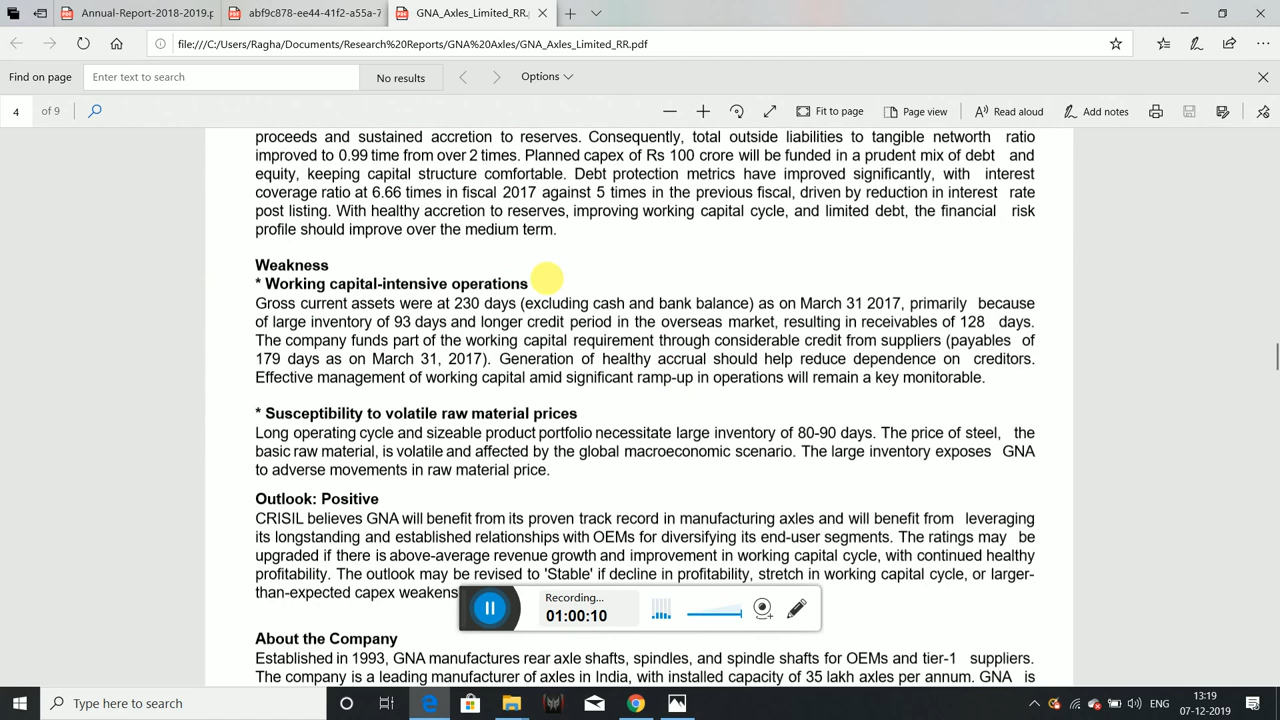 Annual-Report-2018-2019.p
abf9c878-ee44-41f2-a55a-7
GNA_Axles_Limited_RR.p
file:///C:/Users/Ragha/Documents/Research%20Reports/GNA%20Axles/GNA_Axles_Limited_RR.pdf
Find on page
Enter text to search
No results
Options
4
of 9
Fit to page
Page view
Read aloud
Add notes
proceeds and sustained accretion to reserves. Consequently, total outside liabilities to tangible networth ratio
improved to 0.99 time from over 2 times. Planned capex of Rs 100 crore will be funded in a prudent mix of debt and
equity, keeping capital structure comfortable. Debt protection metrics have improved significantly, with interest
coverage ratio at 6.66 times in fiscal 2017 against 5 times in the previous fiscal, driven by reduction in interest rate
post listing. With healthy accretion to reserves, improving working capital cycle, and limited debt, the financial risk
profile should improve over the medium term.
Weakness
* Working capital-intensive operations
Gross current assets were at 230 days (excluding cash and bank balance) as on March 31 2017, primarily because
of large inventory of 93 days and longer credit period in the overseas market, resulting in receivables of 128 days.
The company funds part of the working capital requirement through considerable credit from suppliers (payables of
179 days as on March 31, 2017). Generation of healthy accrual should help reduce dependence on creditors.
Effective management of working capital amid significant ramp-up in operations will remain a key monitorable.
* Susceptibility to volatile raw material prices
Long operating cycle and sizeable product portfolio necessitate large inventory of 80-90 days. The price of steel, the
basic raw material, is volatile and affected by the global macroeconomic scenario. The large inventory exposes GNA
to adverse movements in raw material price.
Outlook: Positive
CRISIL believes GNA will benefit from its proven track record in manufacturing axles and will benefit from leveraging
its longstanding and established relationships with OEMs for diversifying its end-user segments. The ratings may be
upgraded if there is above-average revenue growth and improvement in working capital cycle, with continued healthy
profitability. The outlook may be revised to 'Stable' if decline in profitability, stretch in working capital cycle, or larger-
than-expected capex weakens
Recording...
01:00:10
About the Company
Established in 1993, GNA manufactures rear axle shafts, spindles, and spindle shafts for OEMs and tier-1 suppliers.
The company is a leading manufacturer of axles in India, with installed capacity of 35 lakh axles per annum. GNA is
Type here to search
ENG
13:19
07-12-2019